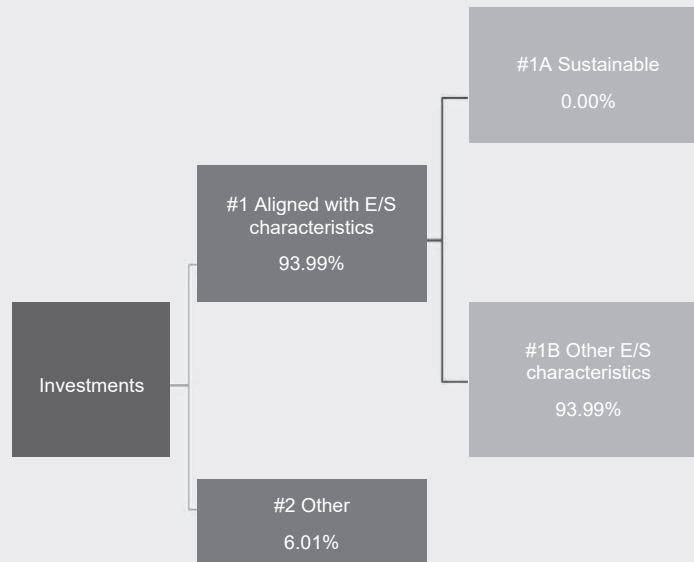 #1A Sustainable
0.00%
#1 Aligned with E/S
characteristics
93.99%
Investments
#1B Other E/S
characteristics
93.99%
#2 Other
6.01%